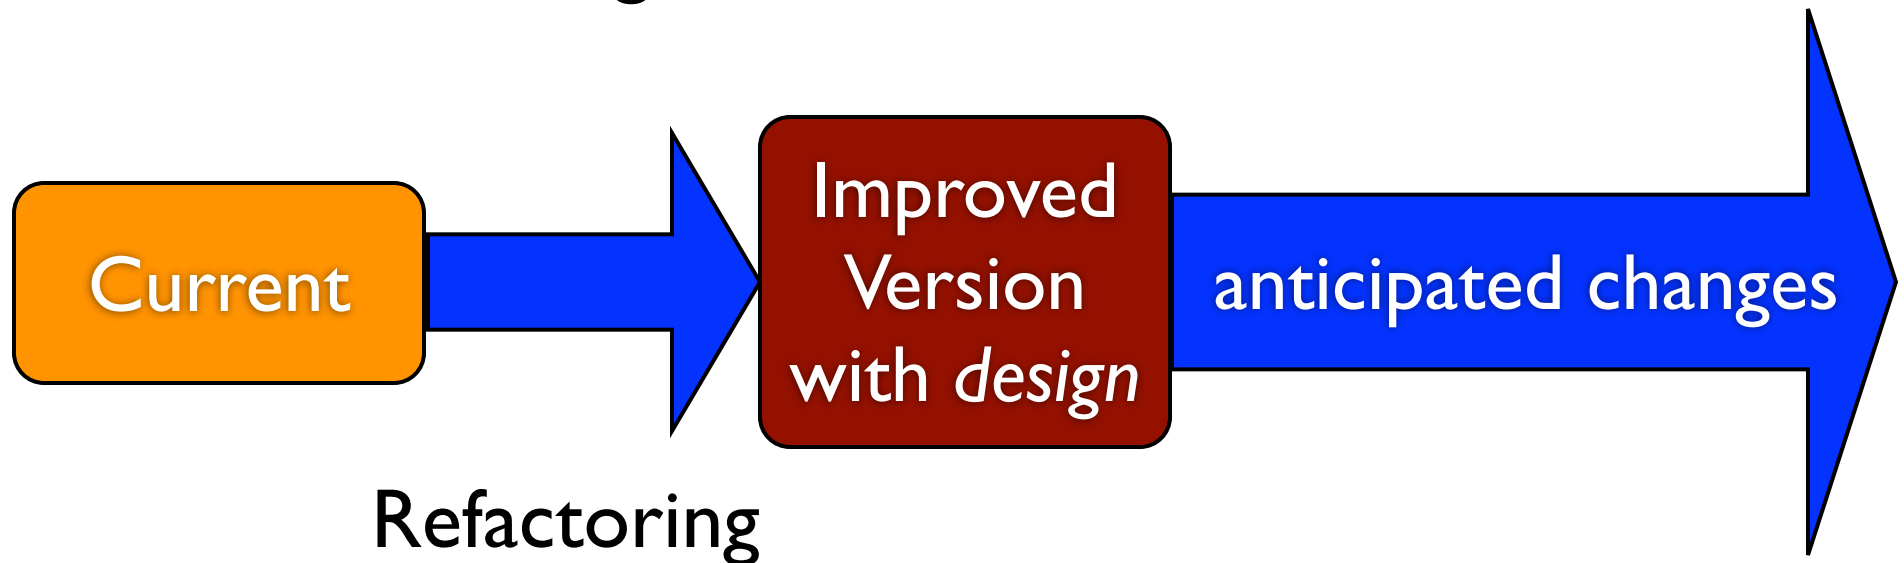 Current
Improved
Version
with design
anticipated changes
Refactoring